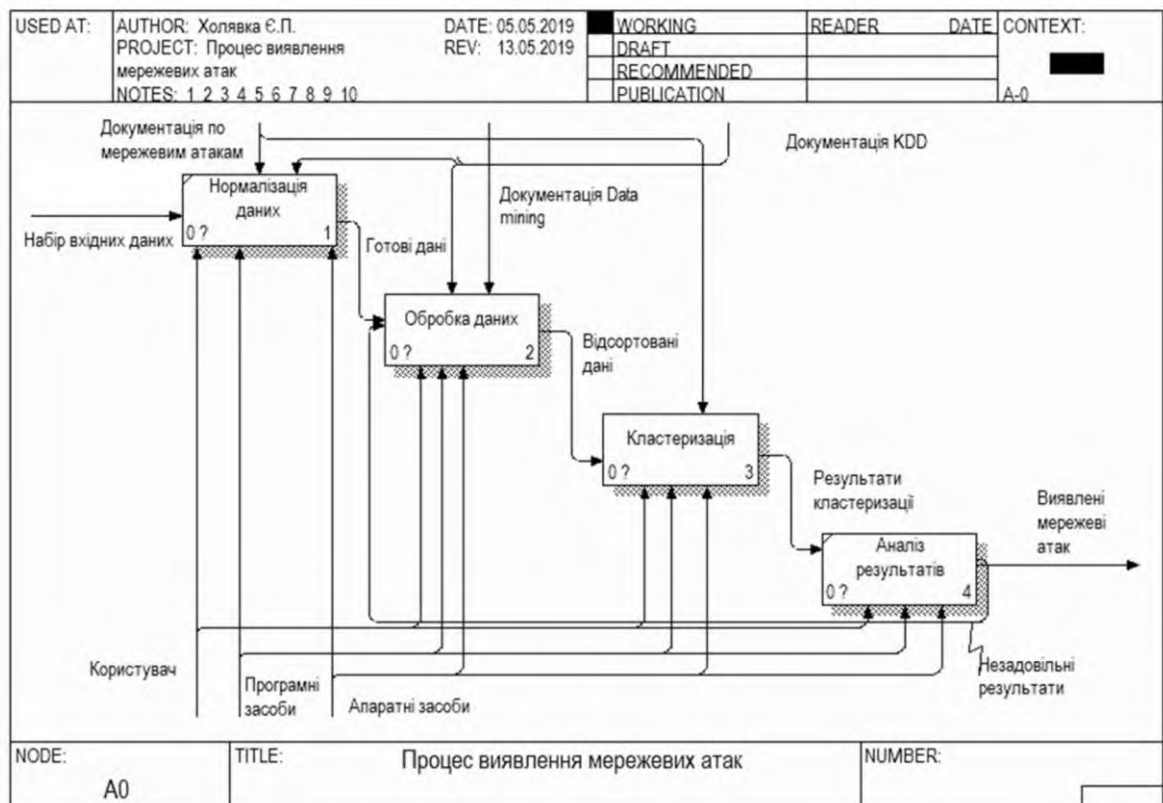 USED AT:
AUTHOR: Холявка Є.П.
DATE: 05.05.2019
PROJECT: Процес виявлення
мережевих атак
REV: 13.05.2019
NOTES: 1 2 3 4 5 6 7 8 9 10
WORKING
DRAFT
RECOMMENDED
PUBLICATION
READER
DATE
CONTEXT:
A-0
Документація по
мережевим атакам
Документація KDD
Нормалізація
даних
0 ?
1
Набір вхідних даних
Документація Data
mining
Готові дані
Обробка даних
0 ?
2
Відсортовані
дані
Кластеризація
0 ?
3
Результати
кластеризації
Виявлені
мережеві
атак
Аналіз
результатів
0 ?
4
Користувач
Програмні
засоби
Апаратні засоби
Незадовільні
результати
NODE:
A0
TITLE:
Процес виявлення мережевих атак
NUMBER: